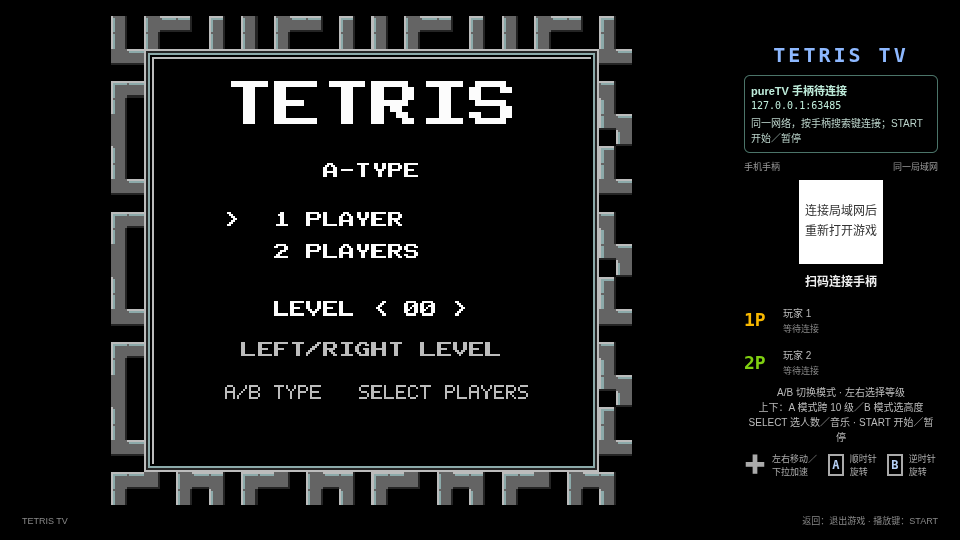 TETRIS
A-TYPE
> 1 PLAYER
2 PLAYERS
LEVEL < 00 >
LEFT/RIGHT LEVEL
A/B TYPE SELECT PLAYERS
TETRIS TV
TETRIS TV
pureTV 手柄待连接
127.0.0.1:63485
同一网络，按手柄搜索键连接；START
开始／暂停
手机手柄 同一局域网
连接局域网后
重新打开游戏
扫码连接手柄
1P 玩家 1
等待连接
2P 玩家 2
等待连接
A/B 切换模式 · 左右选择等级
上下：A 模式跨 10 级／B 模式选高度
SELECT 选人数／音乐 · START 开始／暂
停
左右移动／
下拉加速
A 顺时针
旋转
B 逆时针
旋转
返回：退出游戏 · 播放键：START